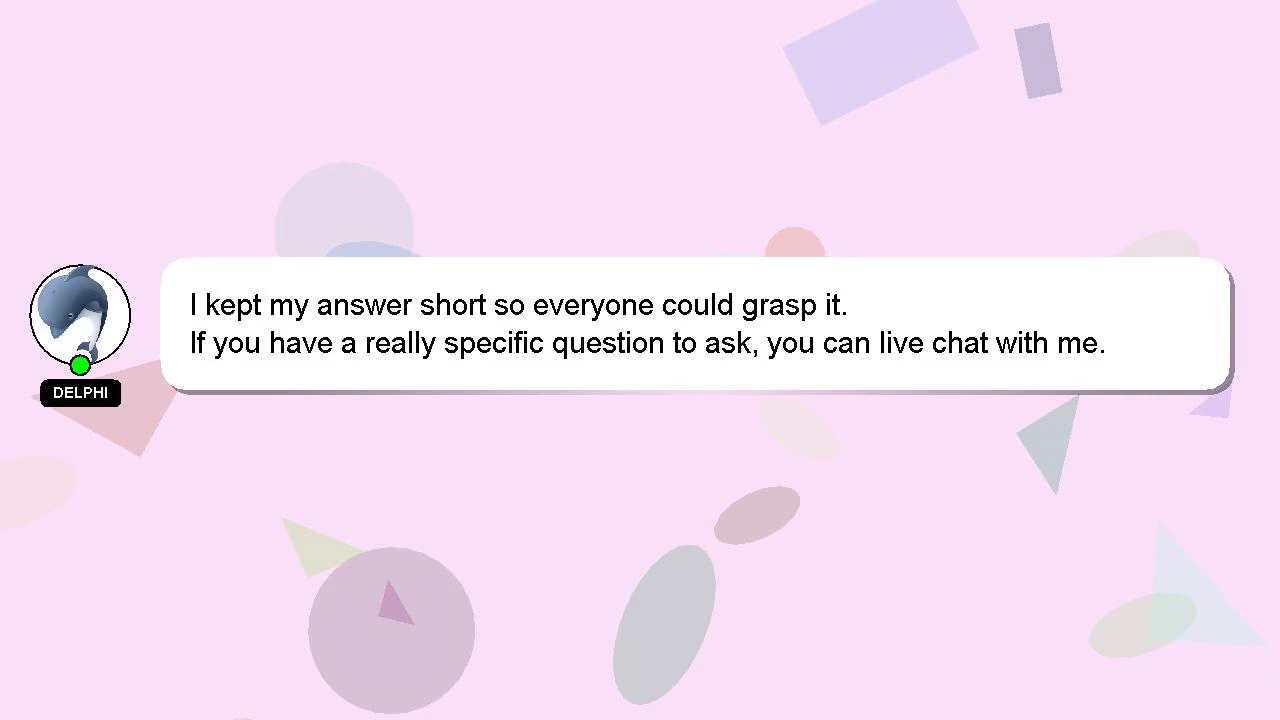 I kept my answer short so everyone could grasp it.
If you have a really specific question to ask, you can live chat with me.
DELPHI